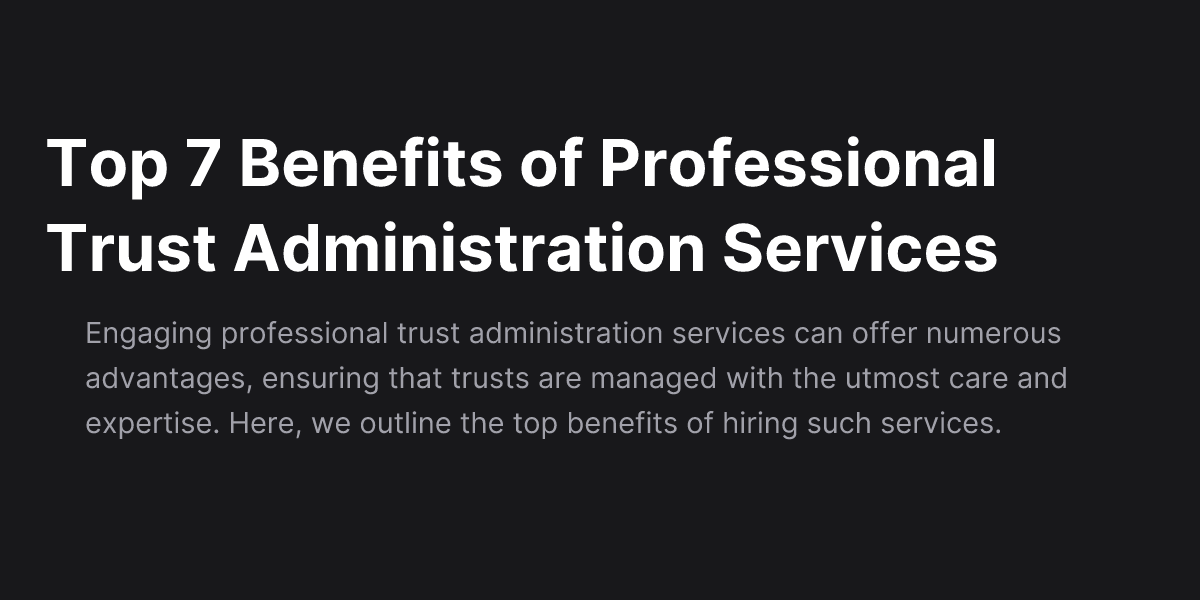 Top 7 Benefits of Professional
Trust Administration Services
Engaging professional trust administration services can offer numerous
advantages, ensuring that trusts are managed with the utmost care and
expertise. Here, we outline the top benefits of hiring such services.